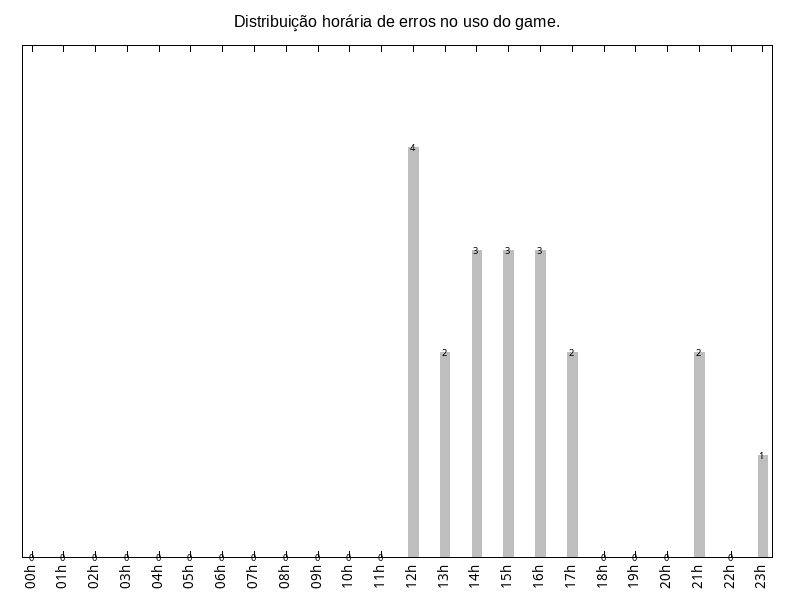 Distribuição horária de erros no uso do game.
4
3 3 3
2 2 2
1
0 0 0 0 0 0 0 0 0 0 0 0 0 0 0 0
00h 01h 02h 03h 04h 05h 06h 07h 08h 09h 10h 11h 12h 13h 14h 15h 16h 17h 18h 19h 20h 21h 22h 23h